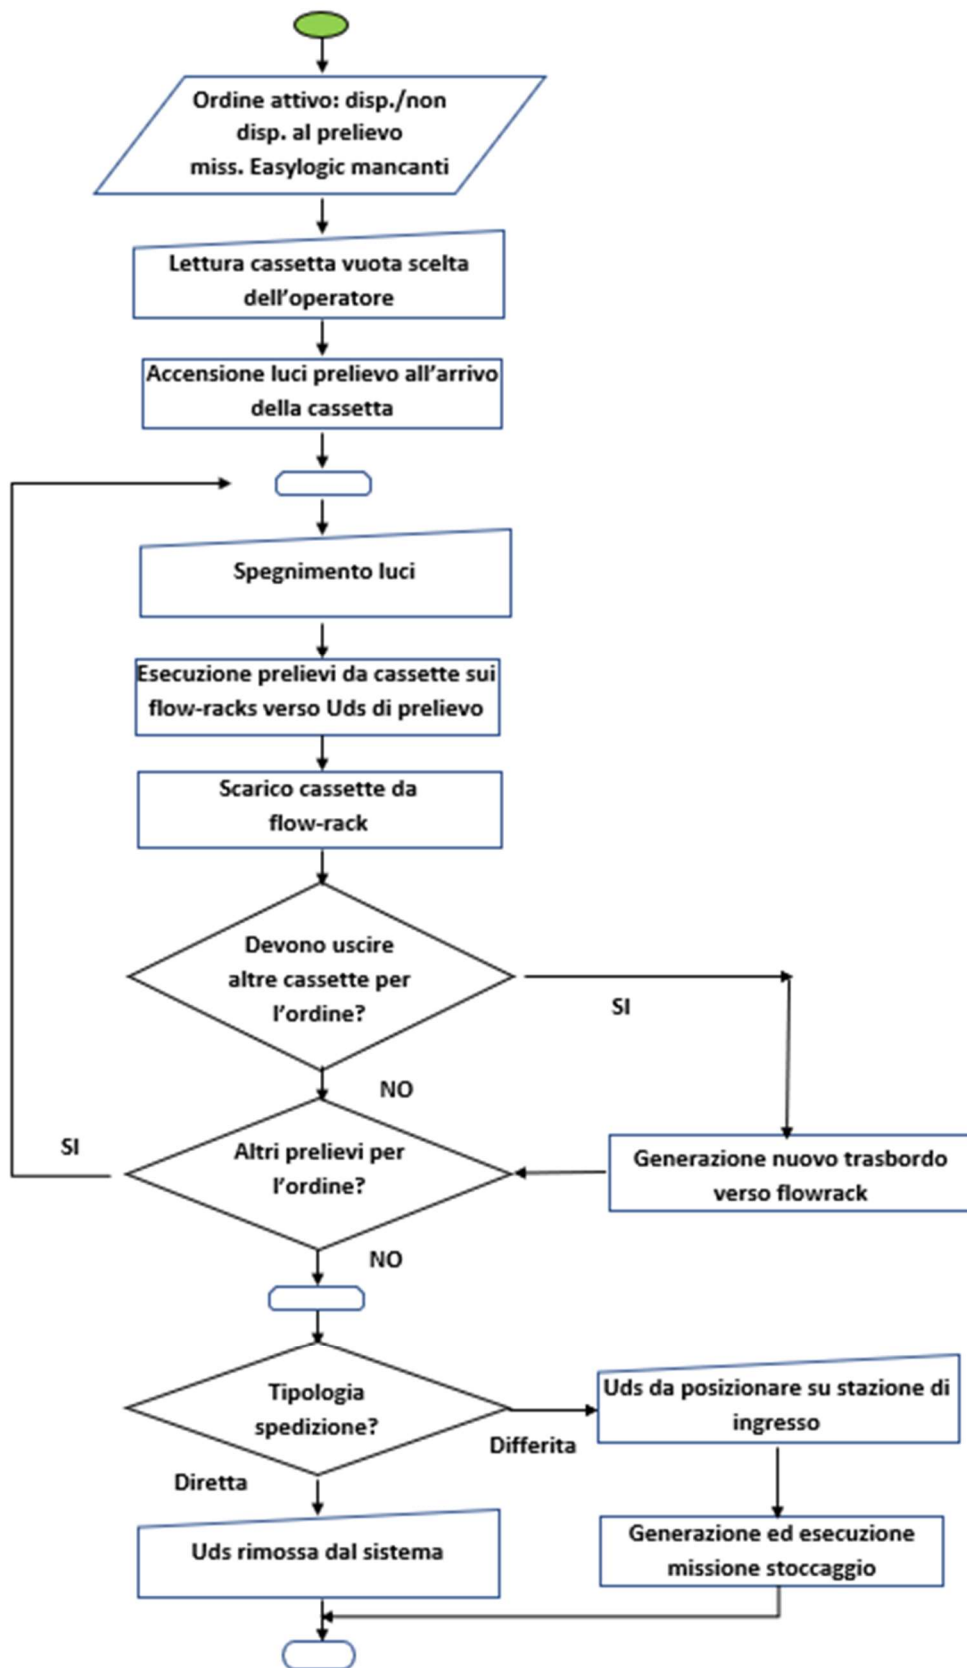 Ordine attivo: disp./non
disp. al prelievo
miss. Easylogic mancanti
Lettura cassetta vuota scelta
dell'operatore
Accensione luci prelievo all'arrivo
della cassetta
Spegnimento luci
Esecuzione prelievi da cassette sui
flow-racks verso Uds di prelievo
Scarico cassette da
flow-rack
Devono uscire
altre cassette per
l'ordine?
SI
NO
SI
Altri prelievi per
l'ordine?
Generazione nuovo trasbordo
verso flowrack
NO
Tipologia
spedizione?
Differita
Uds da posizionare su stazione di
ingresso
Diretta
Uds rimossa dal sistema
Generazione ed esecuzione
missione stoccaggio